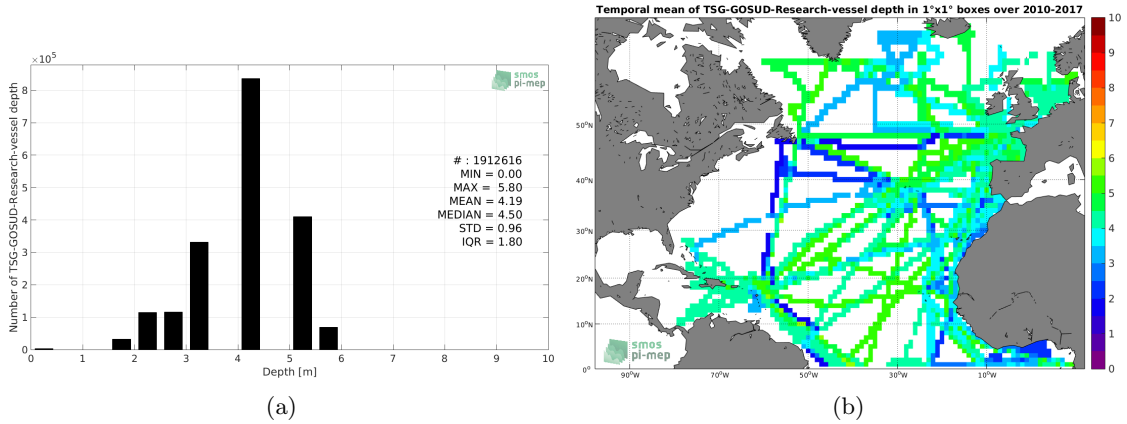 ×10⁵
8
7
6
5
4
3
2
1
0
Number of TSG-GOSUD-Research-vessel depth
smos
pi-mep
# : 1912616
MIN = 0.00
MAX = 5.80
MEAN = 4.19
MEDIAN = 4.50
STD = 0.96
IQR = 1.80
0 1 2 3 4 5 6 7 8 9 10
Depth [m]
(a)
Temporal mean of TSG-GOSUD-Research-vessel depth in 1°x1° boxes over 2010-2017
50°N
40°N
30°N
20°N
10°N
0°
90°W 70°W 50°W 30°W 10°W
smos
pi-mep
10
9
8
7
6
5
4
3
2
1
0
(b)